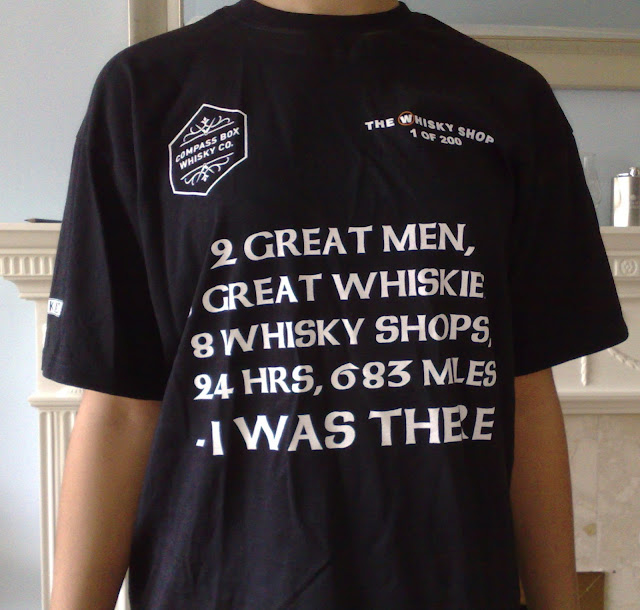 COMPASS BOX
WHISKY CO.
THE WHISKY SHOP
1 OF 200
2 GREAT MEN,
GREAT WHISKIE
8 WHISKY SHOPS,
24 HRS, 683 MILES
- I WAS THERE